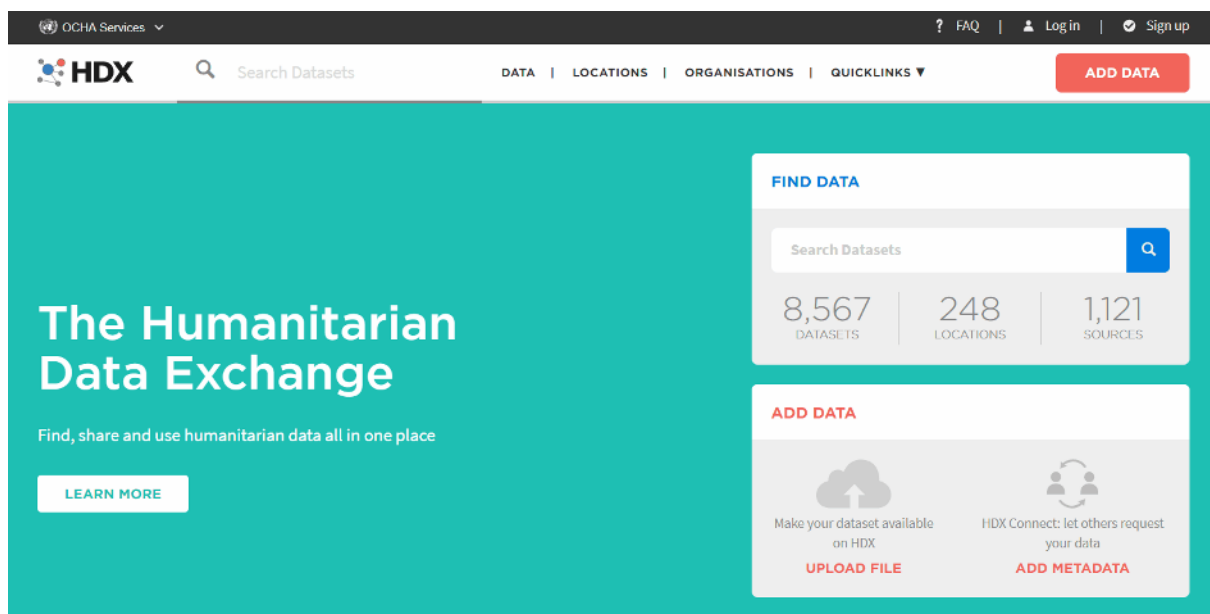 OCHA Services
? FAQ | Log in | Sign up
HDX
Search Datasets
DATA | LOCATIONS | ORGANISATIONS | QUICKLINKS ▼
ADD DATA
The Humanitarian
Data Exchange
Find, share and use humanitarian data all in one place
LEARN MORE
FIND DATA
Search Datasets
8,567 248 1,121
DATASETS LOCATIONS SOURCES
ADD DATA
Make your dataset available
on HDX
UPLOAD FILE
HDX Connect: let others request
your data
ADD METADATA